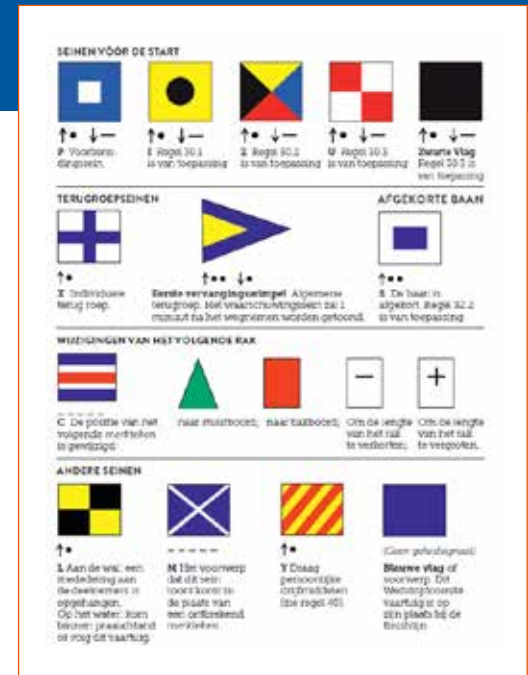 SEINEN VÓÓR DE START
P Voorberei-
dingssein.
I Regel 30.1
is van toepassing
Z Regel 30.2
is van toepassing
U Regel 30.3
is van toepassing
Zwarte Vlag
Regel 30.3 is
van toepassing
TERUGROEPSEINEN
AFGEKORTE BAAN
X Individuele
terug roep.
Eerste vervangingswimpel Algemene
terugroep. Het waarschuwingssein zal 1
minuut na het wegnemen worden getoond.
S De baan is
afgekort. Regel 32.2
is van toepassing
WIJZIGINGEN VAN HET VOLGENDE RAK
C De positie van het
volgende merkteken
is gewijzigd:
naar stuurboord;
naar bakboord;
Om de lengte
van het rak
te verkorten;
Om de lengte
van het rak
te vergroten.
ANDERE SEINEN
L Aan de wal: een
mededeling aan
de deelnemers is
opgehangen.
Op het water: kom
binnen praaiafstand
of volg dit vaartuig.
M Het voorwerp
dat dit sein
toont komt in
de plaats van
een ontbrekend
merkteken.
Y Draag
persoonlijke
drijfmiddelen
(zie regel 40).
(Geen geluidssignaal)
Blauwe vlag of
voorwerp. Dit
Wedstrijdcomité
vaartuig is op
zijn plaats bij de
finishlijn